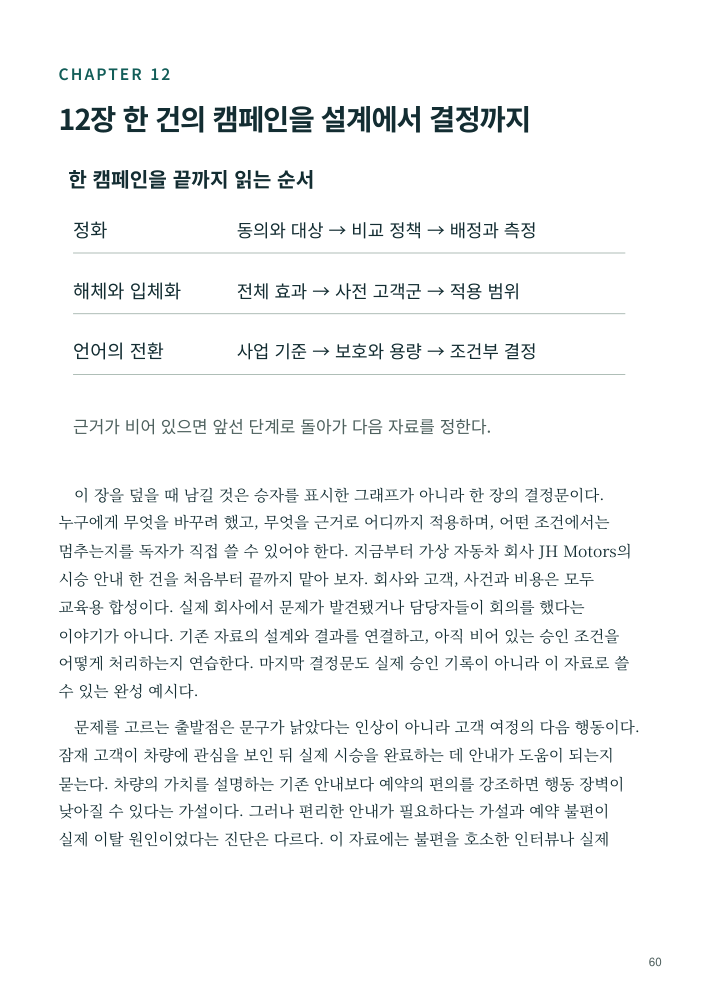 CHAPTER 12
12장 한 건의 캠페인을 설계에서 결정까지
한 캠페인을 끝까지 읽는 순서
정화 동의와 대상 → 비교 정책 → 배정과 측정
해체와 입체화 전체 효과 → 사전 고객군 → 적용 범위
언어의 전환 사업 기준 → 보호와 용량 → 조건부 결정
근거가 비어 있으면 앞선 단계로 돌아가 다음 자료를 정한다.
이 장을 덮을 때 남길 것은 승자를 표시한 그래프가 아니라 한 장의 결정문이다.
누구에게 무엇을 바꾸려 했고, 무엇을 근거로 어디까지 적용하며, 어떤 조건에서는
멈추는지를 독자가 직접 쓸 수 있어야 한다. 지금부터 가상 자동차 회사 JH Motors의
시승 안내 한 건을 처음부터 끝까지 맡아 보자. 회사와 고객, 사건과 비용은 모두
교육용 합성이다. 실제 회사에서 문제가 발견됐거나 담당자들이 회의를 했다는
이야기가 아니다. 기존 자료의 설계와 결과를 연결하고, 아직 비어 있는 승인 조건을
어떻게 처리하는지 연습한다. 마지막 결정문도 실제 승인 기록이 아니라 이 자료로 쓸
수 있는 완성 예시다.
문제를 고르는 출발점은 문구가 낡았다는 인상이 아니라 고객 여정의 다음 행동이다.
잠재 고객이 차량에 관심을 보인 뒤 실제 시승을 완료하는 데 안내가 도움이 되는지
묻는다. 차량의 가치를 설명하는 기존 안내보다 예약의 편의를 강조하면 행동 장벽이
낮아질 수 있다는 가설이다. 그러나 편리한 안내가 필요하다는 가설과 예약 불편이
실제 이탈 원인이었다는 진단은 다르다. 이 자료에는 불편을 호소한 인터뷰나 실제
60